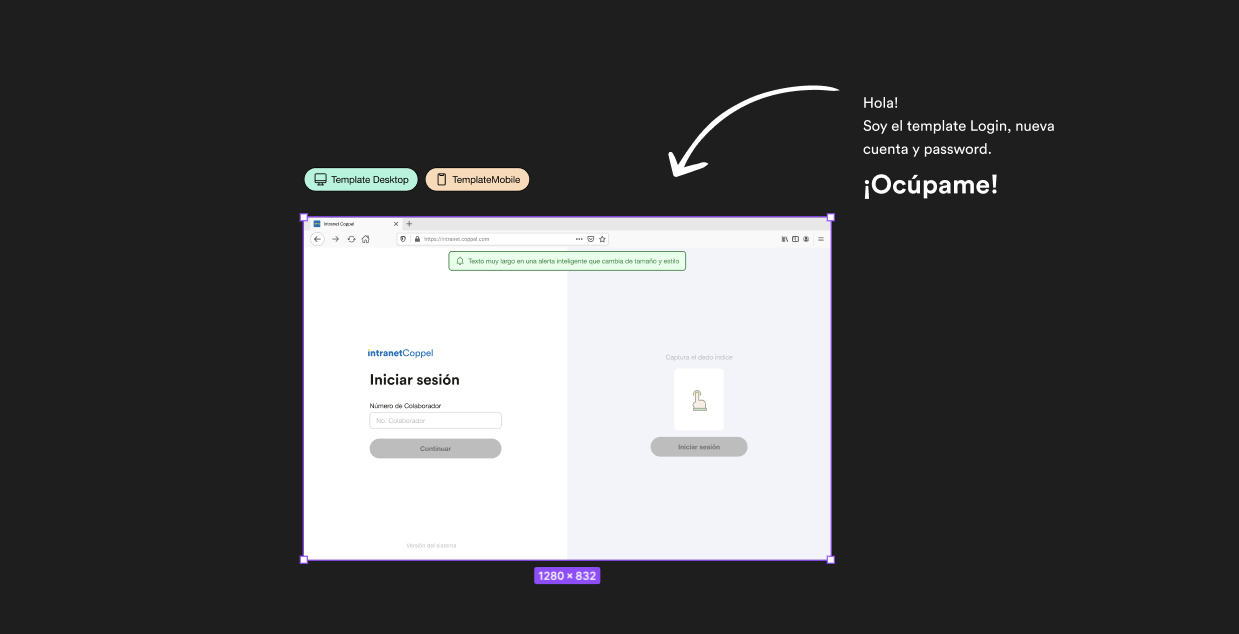 Hola!
Soy el template Login, nueva
cuenta y password.
¡Ocúpame!
Template Desktop
TemplateMobile
Intranet Coppel
https://intranet.coppel.com
Texto muy largo en una alerta inteligente que cambia de tamaño y estilo
intranetCoppel
Iniciar sesión
Número de Colaborador
No. Colaborador
Continuar
Captura el dedo índice
Iniciar sesión
Versión del sistema
1280 × 832